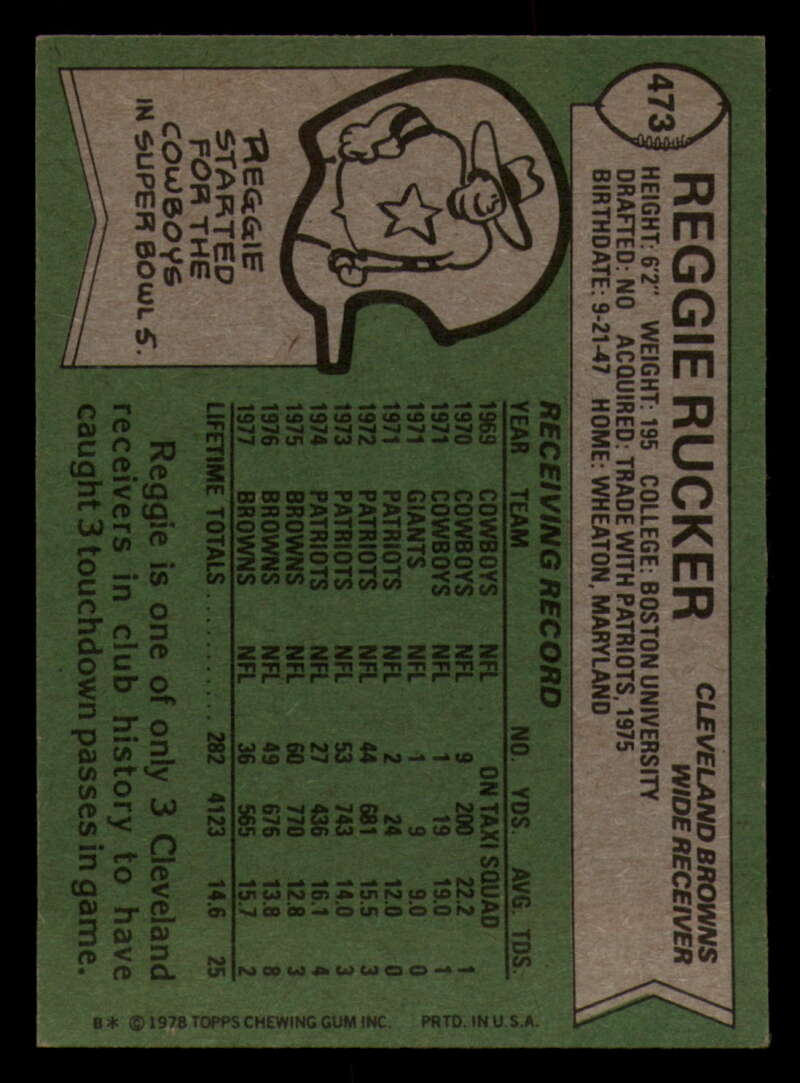 473
REGGIE RUCKER
CLEVELAND BROWNS
WIDE RECEIVER
HEIGHT: 6'2" WEIGHT: 195 COLLEGE: BOSTON UNIVERSITY
DRAFTED: NO ACQUIRED: TRADE WITH PATRIOTS, 1975
BIRTHDATE: 9-21-47 HOME: WHEATON, MARYLAND
REGGIE
STARTED
FOR THE
COWBOYS
IN SUPER BOWL 5.
RECEIVING RECORD
YEAR TEAM NO. YDS. AVG. TDS.
1969 COWBOYS NFL ON TAXI SQUAD
1970 COWBOYS NFL 9 200 22.2 1
1971 COWBOYS NFL 1 19 19.0 1
1971 GIANTS NFL 1 9 9.0 0
1971 PATRIOTS NFL 2 24 12.0 0
1972 PATRIOTS NFL 44 681 15.5 3
1973 PATRIOTS NFL 53 743 14.0 3
1974 PATRIOTS NFL 27 436 16.1 4
1975 BROWNS NFL 60 770 12.8 3
1976 BROWNS NFL 49 676 13.8 8
1977 BROWNS NFL 36 565 15.7 2
LIFETIME TOTALS.......... 282 4123 14.6 25
Reggie is one of only 3 Cleveland
receivers in club history to have
caught 3 touchdown passes in game.
B* © 1978 TOPPS CHEWING GUM INC. PRTD. IN U.S.A.